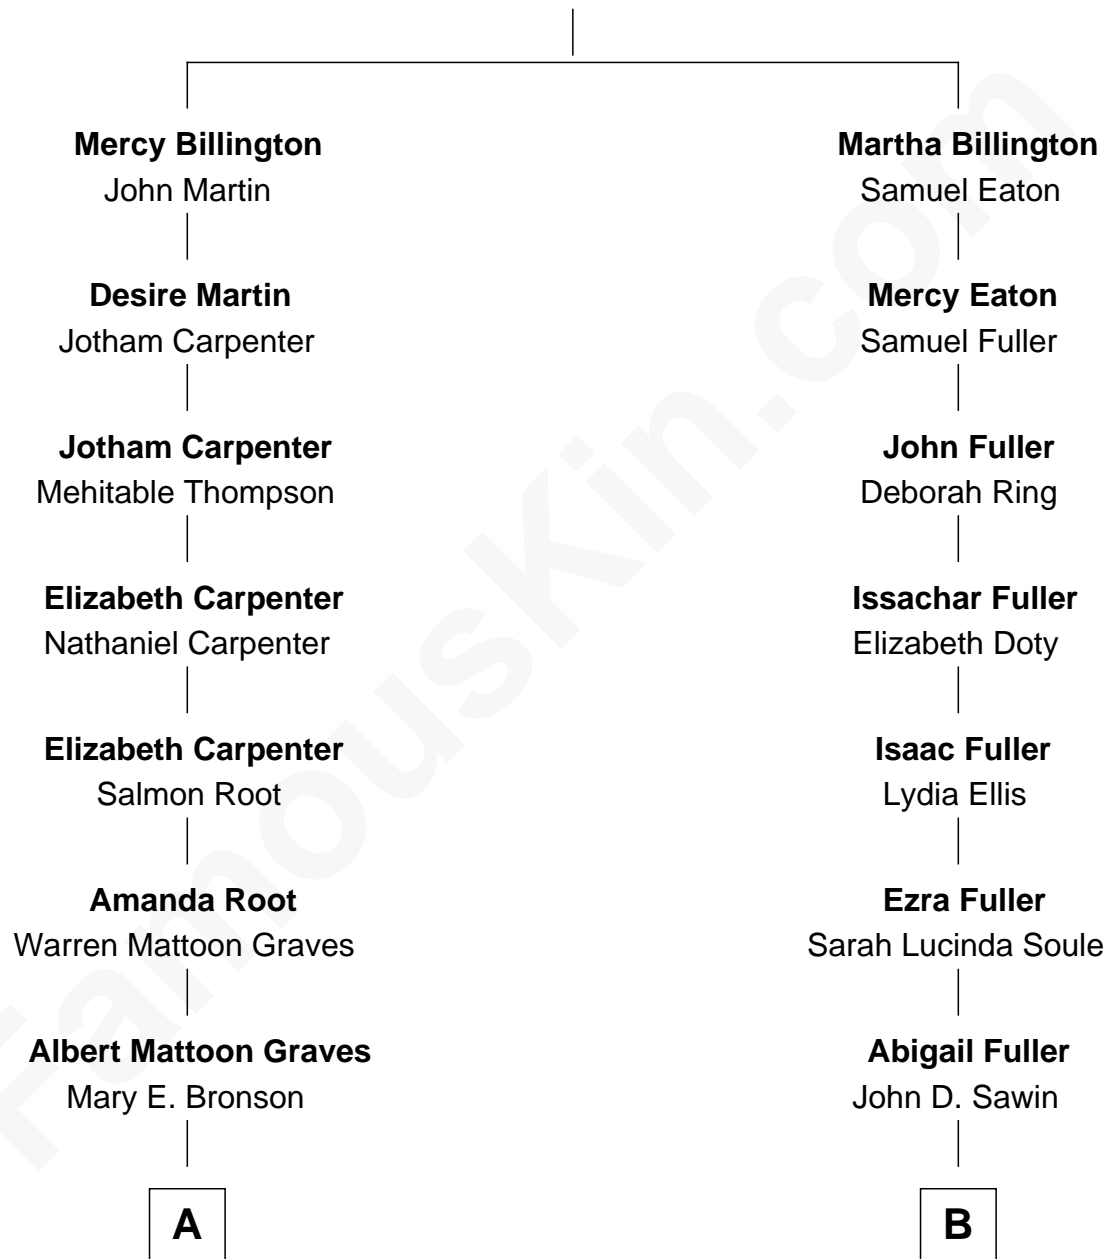 Mercy Billington
John Martin
Martha Billington
Samuel Eaton
Desire Martin
Jotham Carpenter
Mercy Eaton
Samuel Fuller
Jotham Carpenter
Mehitable Thompson
John Fuller
Deborah Ring
Elizabeth Carpenter
Nathaniel Carpenter
Issachar Fuller
Elizabeth Doty
Elizabeth Carpenter
Salmon Root
Isaac Fuller
Lydia Ellis
Amanda Root
Warren Mattoon Graves
Ezra Fuller
Sarah Lucinda Soule
Albert Mattoon Graves
Mary E. Bronson
Abigail Fuller
John D. Sawin
A
B
FamousKin.com